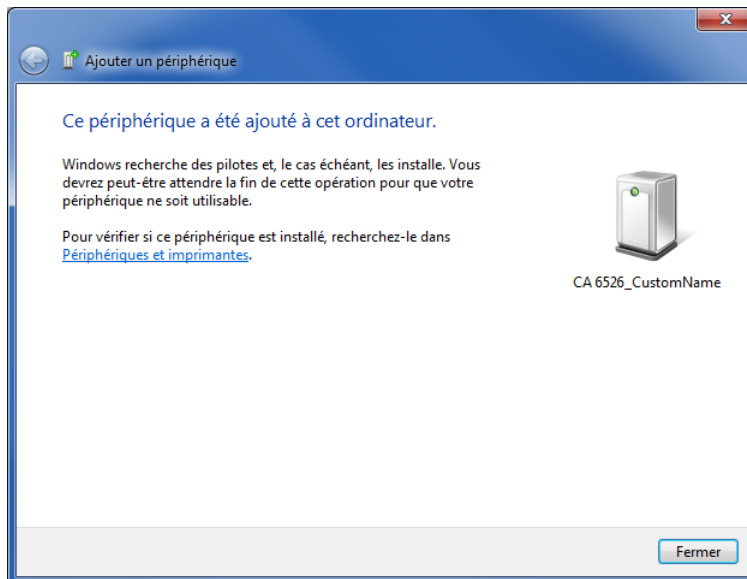 Ajouter un périphérique
Ce périphérique a été ajouté à cet ordinateur.
Windows recherche des pilotes et, le cas échéant, les installe. Vous
devrez peut-être attendre la fin de cette opération pour que votre
périphérique ne soit utilisable.
Pour vérifier si ce périphérique est installé, recherchez-le dans
Périphériques et imprimantes.
CA 6526_CustomName
Fermer